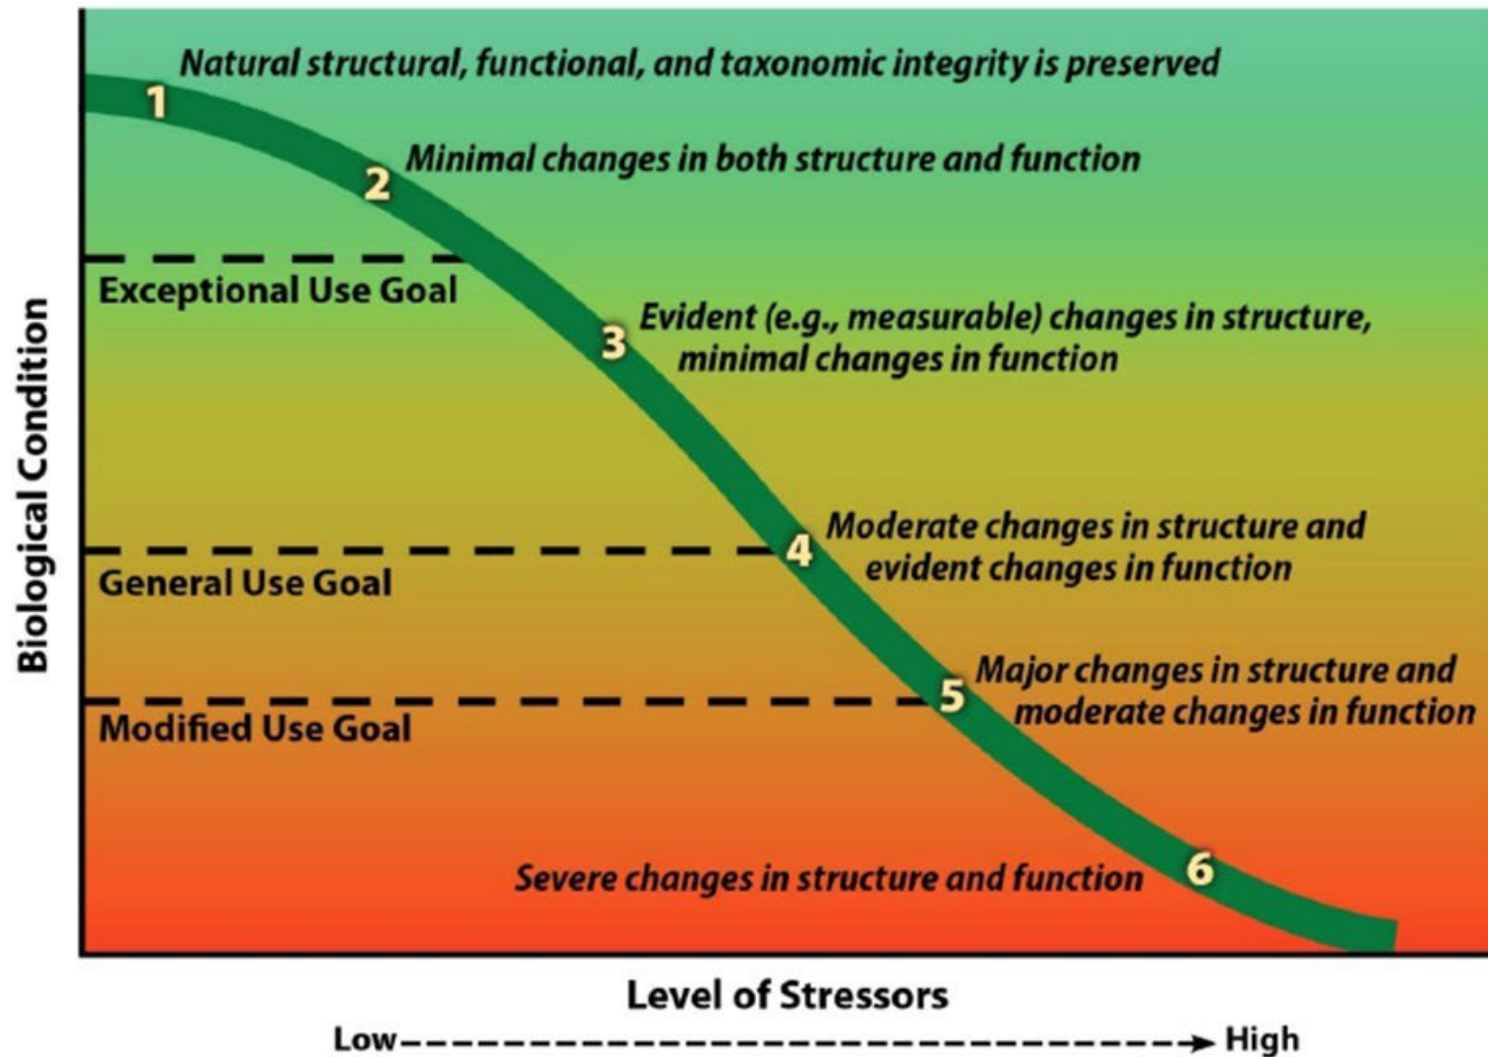 Natural structural, functional, and taxonomic integrity is preserved
1
2
Minimal changes in both structure and function
Exceptional Use Goal
3
Evident (e.g., measurable) changes in structure,
minimal changes in function
4
Moderate changes in structure and
evident changes in function
General Use Goal
5
Major changes in structure and
moderate changes in function
Modified Use Goal
Severe changes in structure and function
6
Biological Condition
Level of Stressors
Low
High